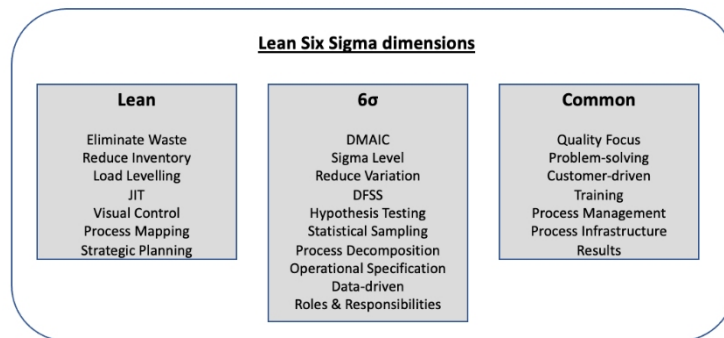 Lean Six Sigma dimensions
Lean
Eliminate Waste
Reduce Inventory
Load Levelling
JIT
Visual Control
Process Mapping
Strategic Planning
6σ
DMAIC
Sigma Level
Reduce Variation
DFSS
Hypothesis Testing
Statistical Sampling
Process Decomposition
Operational Specification
Data-driven
Roles & Responsibilities
Common
Quality Focus
Problem-solving
Customer-driven
Training
Process Management
Process Infrastructure
Results